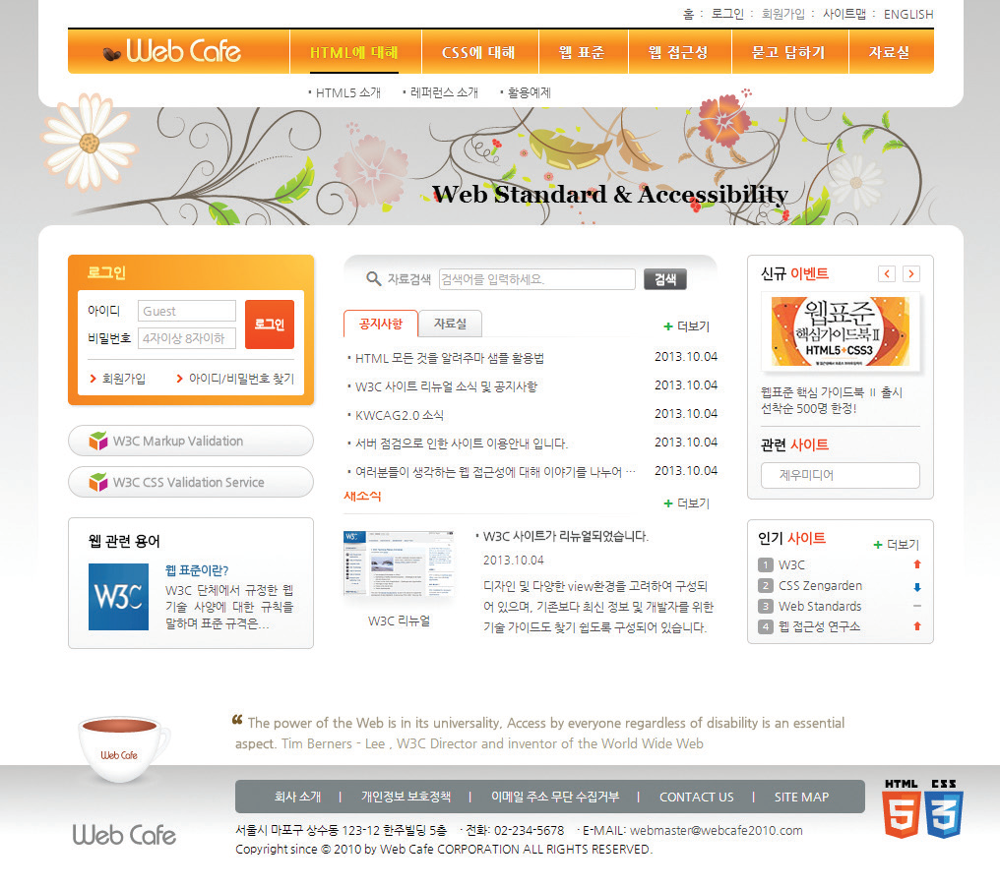 홈 : 로그인 : 회원가입 : 사이트맵 : ENGLISH
Web Cafe
HTML에 대해 CSS에 대해 웹 표준 웹 접근성 묻고 답하기 자료실
· HTML5 소개 · 레퍼런스 소개 · 활용예제
Web Standard & Accessibility
로그인
아이디 Guest
비밀번호 4자이상 8자이하
로그인
회원가입 아이디/비밀번호 찾기
W3C Markup Validation
W3C CSS Validation Service
웹 관련 용어
W3C
웹 표준이란?
W3C 단체에서 규정한 웹
기술 사양에 대한 규칙을
말하며 표준 규격은...
자료검색 검색어를 입력하세요. 검색
공지사항 자료실
+ 더보기
· HTML 모든 것을 알려주마 샘플 활용법 2013.10.04
· W3C 사이트 리뉴얼 소식 및 공지사항 2013.10.04
· KWCAG2.0 소식 2013.10.04
· 서버 점검으로 인한 사이트 이용안내 입니다. 2013.10.04
· 여러분들이 생각하는 웹 접근성에 대해 이야기를 나누어 … 2013.10.04
새소식
+ 더보기
W3C
W3C 리뉴얼
· W3C 사이트가 리뉴얼되었습니다.
2013.10.04
디자인 및 다양한 view환경을 고려하여 구성되
어 있으며, 기존보다 최신 정보 및 개발자를 위한
기술 가이드도 찾기 쉽도록 구성되어 있습니다.
신규 이벤트
웹표준
핵심가이드북 II
HTML5+CSS3
웹표준 핵심 가이드북 Ⅱ 출시
선착순 500명 한정!
관련 사이트
제우미디어
인기 사이트
+ 더보기
1 W3C
2 CSS Zengarden
3 Web Standards
4 웹 접근성 연구소
Web Cafe
“ The power of the Web is in its universality, Access by everyone regardless of disability is an essential
aspect. Tim Berners - Lee , W3C Director and inventor of the World Wide Web
회사 소개 | 개인정보 보호정책 | 이메일 주소 무단 수집거부 | CONTACT US | SITE MAP
HTML 5 CSS 3
Web Cafe
서울시 마포구 상수동 123-12 한주빌딩 5층 · 전화: 02-234-5678 · E-MAIL: webmaster@webcafe2010.com
Copyright since © 2010 by Web Cafe CORPORATION ALL RIGHTS RESERVED.